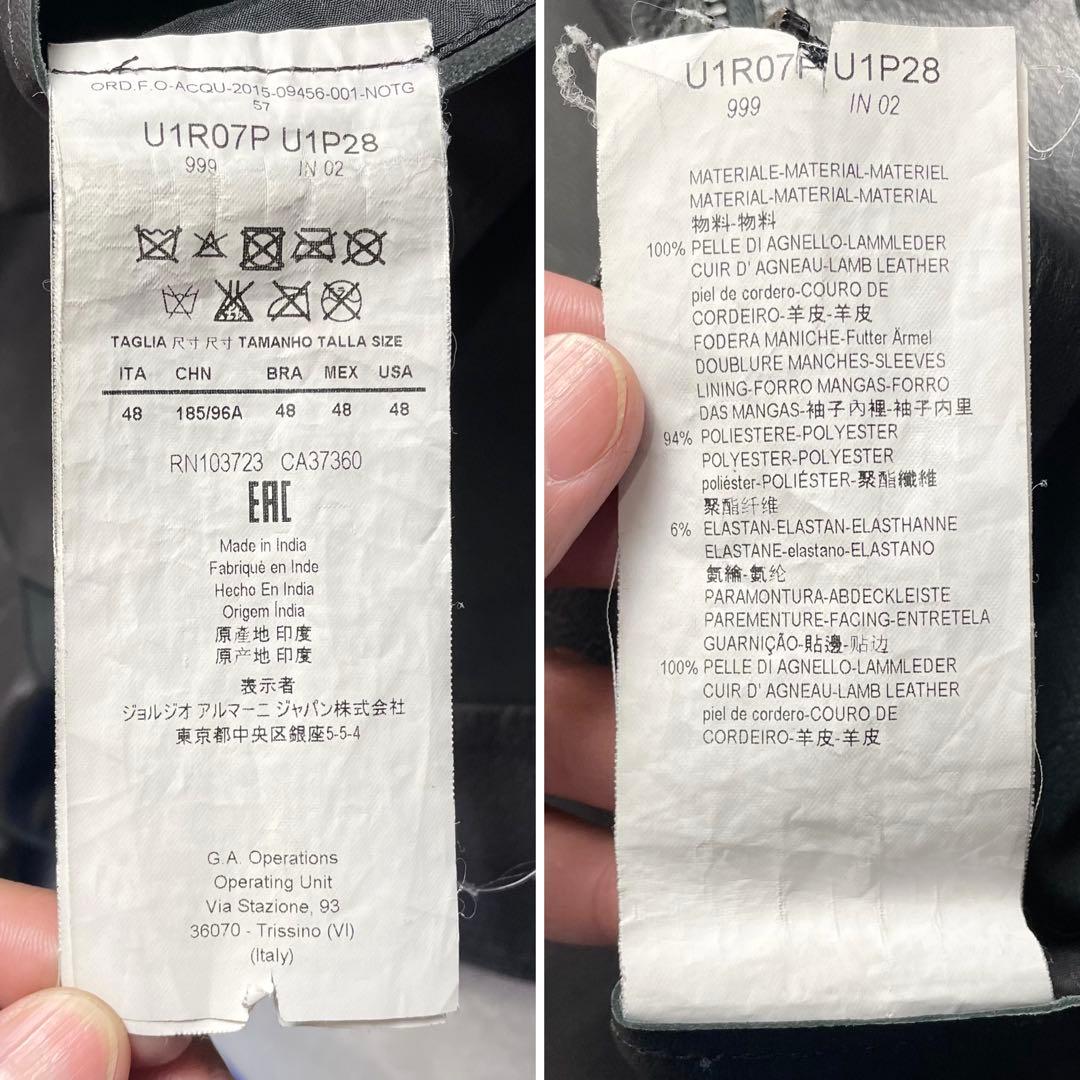 ORD.F.O-ACQU-2015-09456-001-NOTG
57
U1R07P U1P28
999 IN 02
TAGLIA 尺寸 尺寸 TAMANHO TALLA SIZE
ITA CHN BRA MEX USA
48 185/96A 48 48 48
RN103723 CA37360
EAC
Made in India
Fabriqué en Inde
Hecho En India
Origem Índia
原產地 印度
原产地 印度
表示者
ジョルジオ アルマーニ ジャパン株式会社
東京都中央区銀座5-5-4
G.A. Operations
Operating Unit
Via Stazione, 93
36070 - Trissino (VI)
(Italy)
U1R07P U1P28
999 IN 02
MATERIALE-MATERIAL-MATERIEL
MATERIAL-MATERIAL-MATERIAL
物料-物料
100% PELLE DI AGNELLO-LAMMLEDER
CUIR D' AGNEAU-LAMB LEATHER
piel de cordero-COURO DE
CORDEIRO-羊皮-羊皮
FODERA MANICHE-Futter Ärmel
DOUBLURE MANCHES-SLEEVES
LINING-FORRO MANGAS-FORRO
DAS MANGAS-袖子內裡-袖子内里
94% POLIESTERE-POLYESTER
POLYESTER-POLYESTER
poliéster-POLIÉSTER-聚酯纖維
聚酯纤维
6% ELASTAN-ELASTAN-ELASTHANNE
ELASTANE-elastano-ELASTANO
氨綸-氨纶
PARAMONTURA-ABDECKLEISTE
PAREMENTURE-FACING-ENTRETELA
GUARNIÇÃO-貼邊-贴边
100% PELLE DI AGNELLO-LAMMLEDER
CUIR D' AGNEAU-LAMB LEATHER
piel de cordero-COURO DE
CORDEIRO-羊皮-羊皮